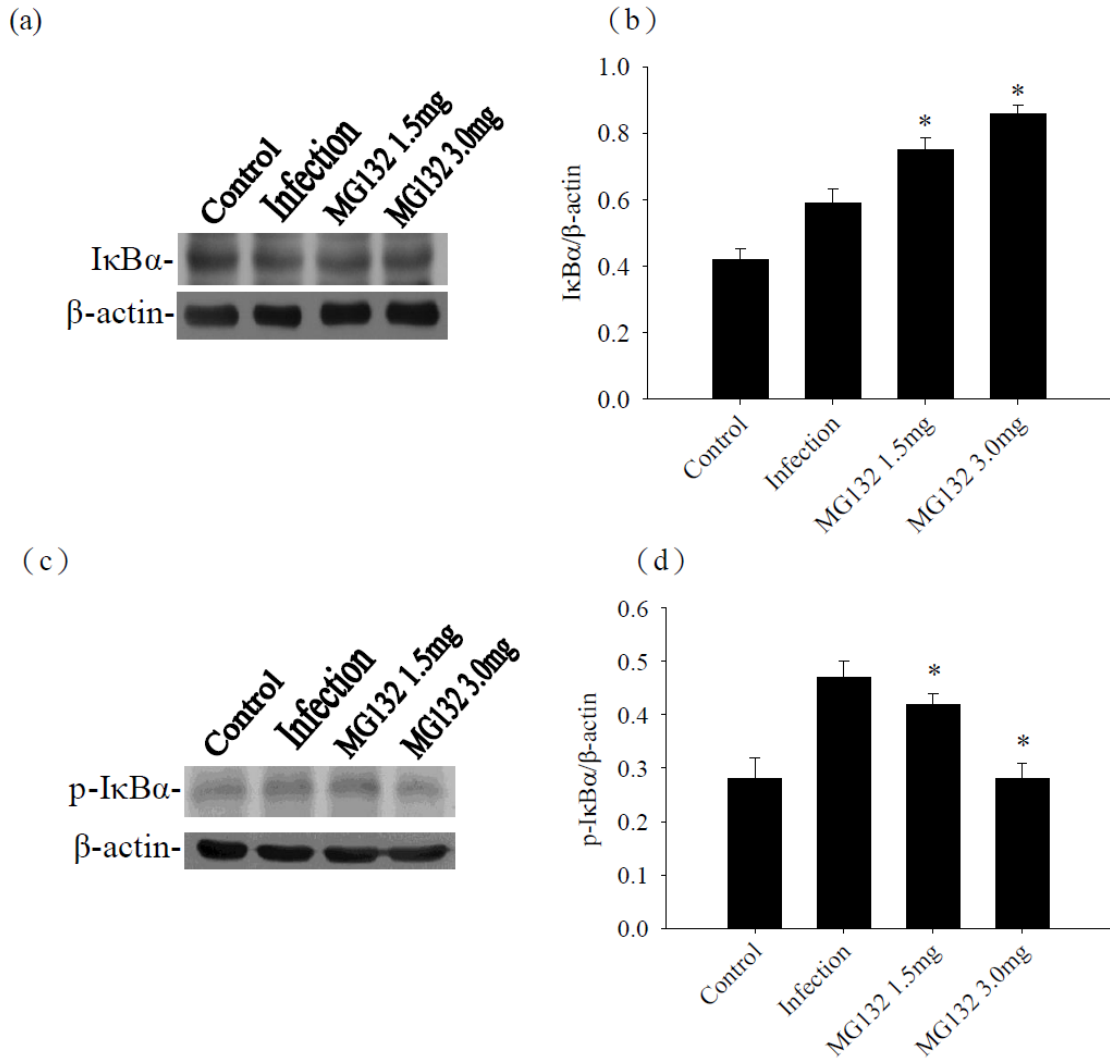 (a)
Control
Infection
MG132 1.5mg
MG132 3.0mg
IκBα-
β-actin-
( b )
1.0
0.8
0.6
0.4
0.2
0.0
IκBα/β-actin
*
*
Control
Infection
MG132 1.5mg
MG132 3.0mg
( c )
Control
Infection
MG132 1.5mg
MG132 3.0mg
p-IκBα-
β-actin-
( d )
0.6
0.5
0.4
0.3
0.2
0.1
0.0
p-IκBα/β-actin
*
*
Control
Infection
MG132 1.5mg
MG132 3.0mg